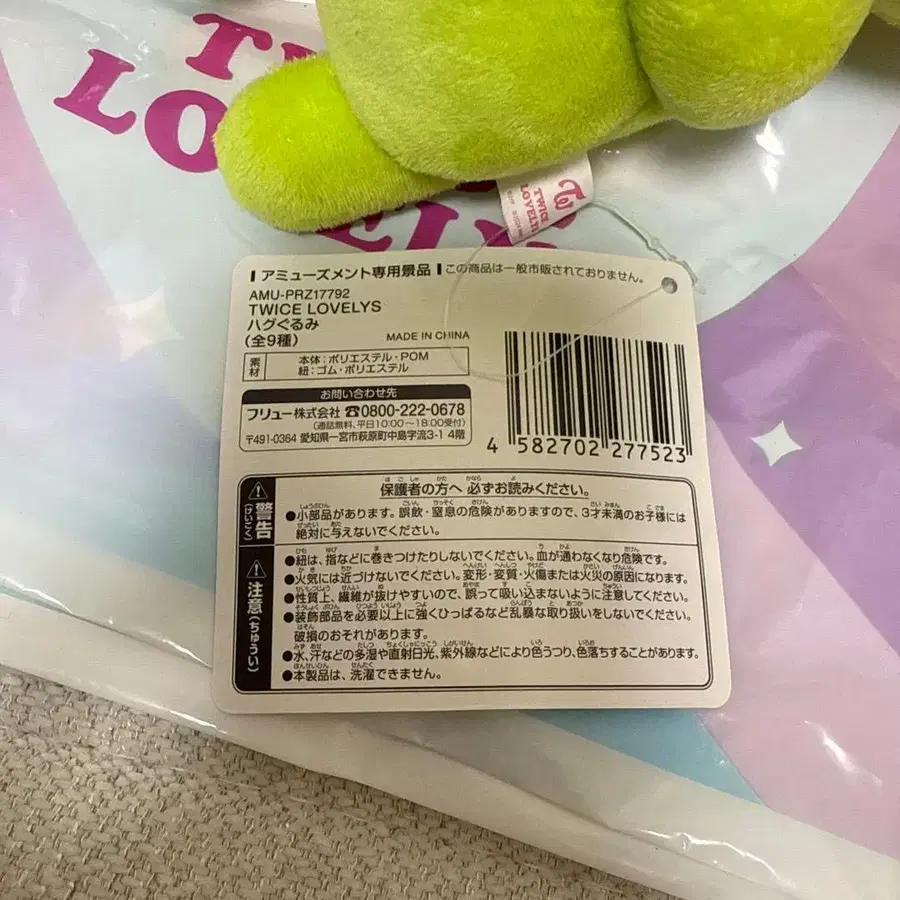 LO
TWICE
LOVELYS
アミューズメント専用景品 この商品は一般市販されておりません。
AMU-PRZ17792
TWICE LOVELYS
ハグぐるみ
(全9種)
MADE IN CHINA
素材
本体:ポリエステル・POM
紐:ゴム・ポリエステル
お問い合わせ先
フリュー株式会社 ☎0800-222-0678
(通話無料、平日10:00〜18:00受付)
〒491-0364 愛知県一宮市萩原町中島字流3-1 4階
4 582702 277523
警告(けいこく)
保護者の方へ 必ずお読みください。
●小部品があります。誤飲・窒息の危険がありますので、3才未満のお子様には
絶対に与えないでください。
注意(ちゅうい)
●紐は、指などに巻きつけたりしないでください。血が通わなくなり危険です。
●火気には近づけないでください。変形・変質・火傷または火災の原因になります。
●性質上、繊維が抜けやすいので、誤って吸い込まないように注意してください。
●装飾部品を必要以上に強くひっぱるなど乱暴な取り扱いをしないでください。
破損のおそれがあります。
●水、汗などの多湿や直射日光、紫外線などにより色うつり、色落ちすることがあります。
●本製品は、洗濯できません。